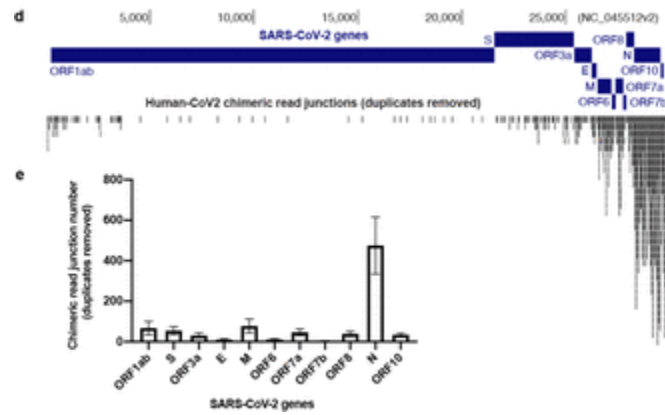 d
5,000 10,000 15,000 20,000 25,000 (NC_045512v2)
SARS-CoV-2 genes
S ORF8
ORF3a N
ORF1ab E ORF10
M ORF7a
ORF6 ORF7b
Human-CoV2 chimeric read junctions (duplicates removed)
e
Chimeric read junction number
(duplicates removed)
800
600
400
200
0
ORF1ab S ORF3a E M ORF6 ORF7a ORF7b ORF8 N ORF10
SARS-CoV-2 genes